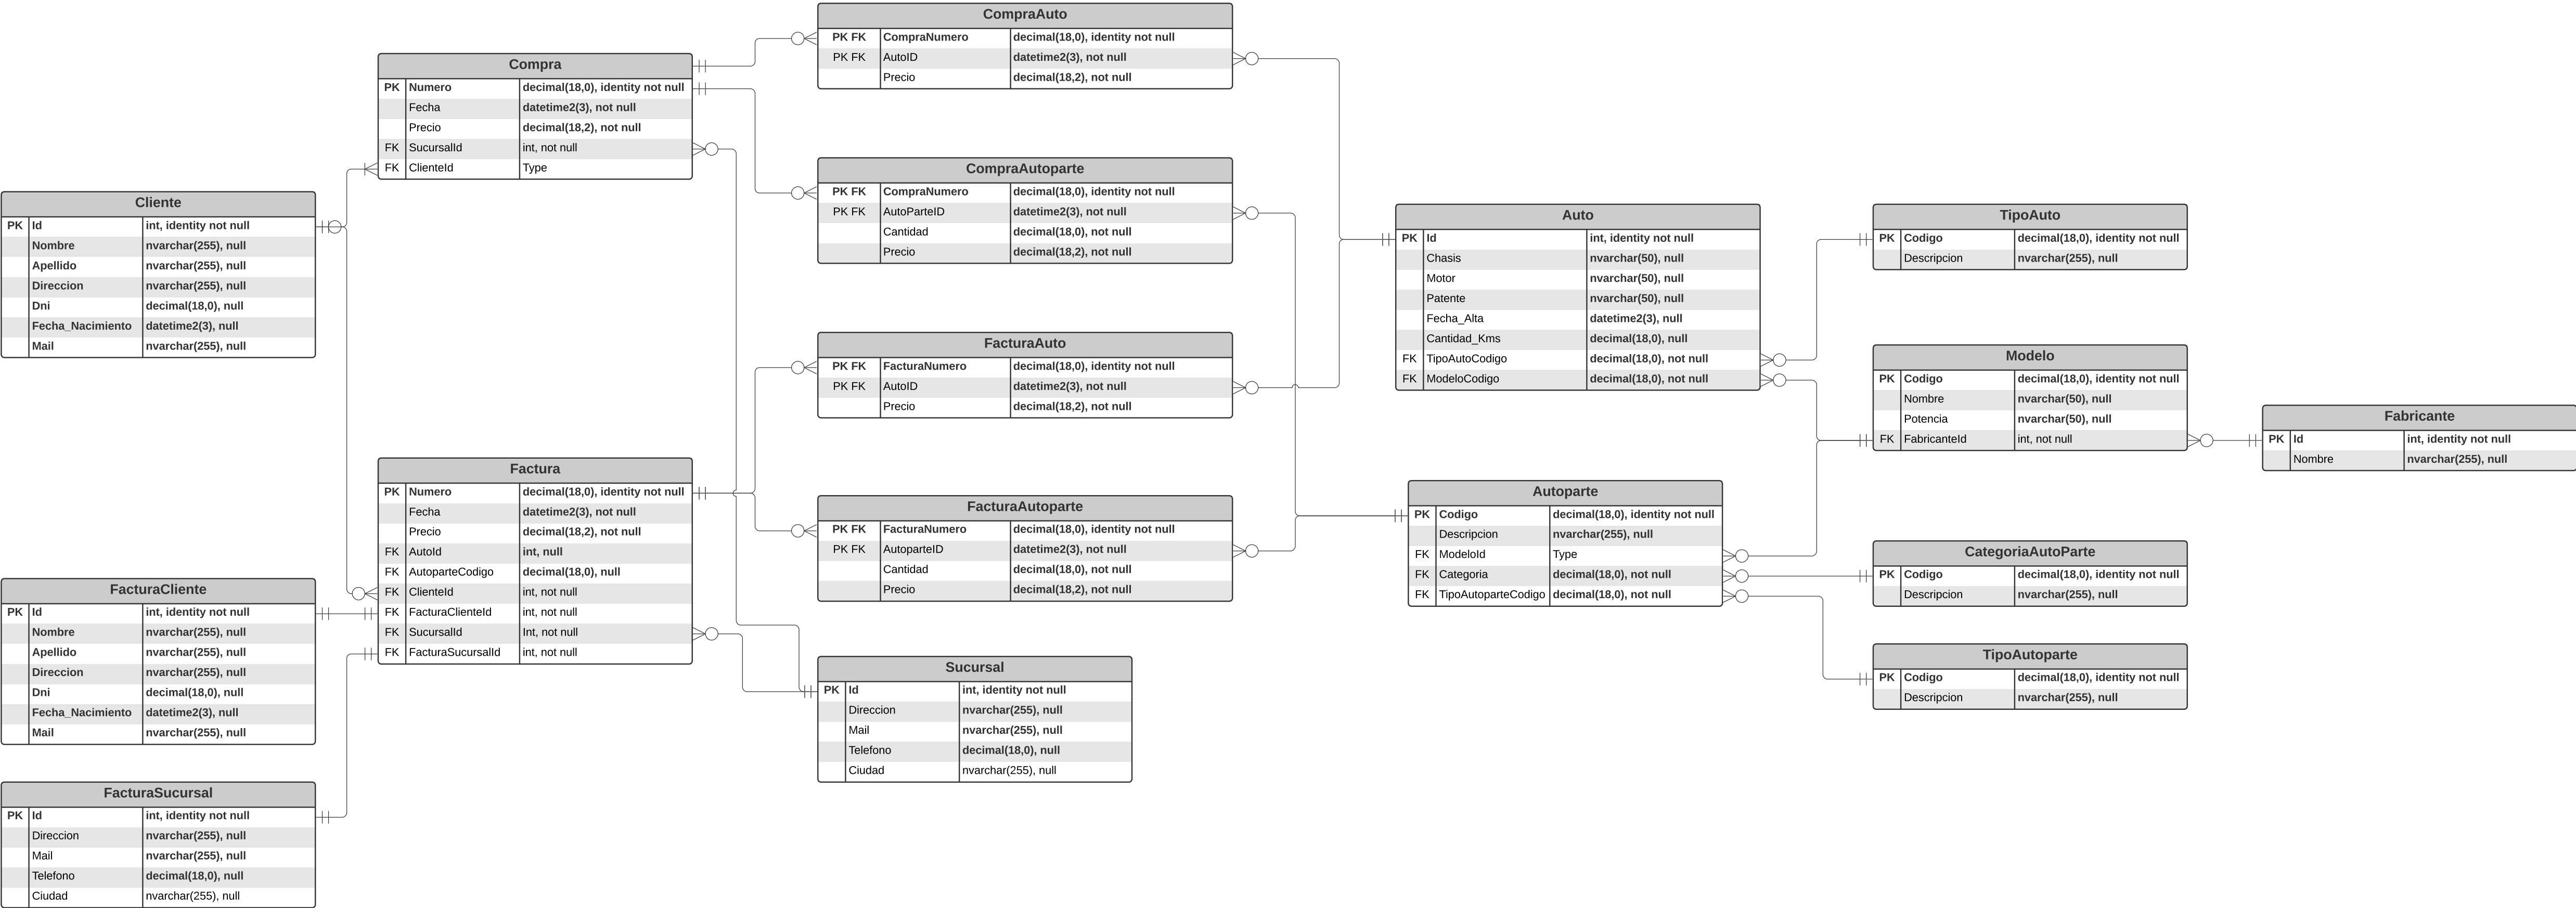 CompraAuto
PK FK CompraNumero decimal(18,0), identity not null
PK FK AutoID datetime2(3), not null
Precio decimal(18,2), not null
Compra
PK Numero decimal(18,0), identity not null
Fecha datetime2(3), not null
Precio decimal(18,2), not null
FK SucursalId int, not null
FK ClienteId Type
CompraAutoparte
PK FK CompraNumero decimal(18,0), identity not null
PK FK AutoParteID datetime2(3), not null
Cantidad decimal(18,0), not null
Precio decimal(18,2), not null
Cliente
PK Id int, identity not null
Nombre nvarchar(255), null
Apellido nvarchar(255), null
Direccion nvarchar(255), null
Dni decimal(18,0), null
Fecha_Nacimiento datetime2(3), null
Mail nvarchar(255), null
Auto
PK Id int, identity not null
Chasis nvarchar(50), null
Motor nvarchar(50), null
Patente nvarchar(50), null
Fecha_Alta datetime2(3), null
Cantidad_Kms decimal(18,0), null
FK TipoAutoCodigo decimal(18,0), not null
FK ModeloCodigo decimal(18,0), not null
TipoAuto
PK Codigo decimal(18,0), identity not null
Descripcion nvarchar(255), null
FacturaAuto
PK FK FacturaNumero decimal(18,0), identity not null
PK FK AutoID datetime2(3), not null
Precio decimal(18,2), not null
Modelo
PK Codigo decimal(18,0), identity not null
Nombre nvarchar(50), null
Potencia nvarchar(50), null
FK FabricanteId int, not null
Fabricante
PK Id int, identity not null
Nombre nvarchar(255), null
Factura
PK Numero decimal(18,0), identity not null
Fecha datetime2(3), not null
Precio decimal(18,2), not null
FK AutoId int, null
FK AutoparteCodigo decimal(18,0), null
FK ClienteId int, not null
FK FacturaClienteId int, not null
FK SucursalId Int, not null
FK FacturaSucursalId int, not null
FacturaAutoparte
PK FK FacturaNumero decimal(18,0), identity not null
PK FK AutoparteID datetime2(3), not null
Cantidad decimal(18,0), not null
Precio decimal(18,2), not null
Autoparte
PK Codigo decimal(18,0), identity not null
Descripcion nvarchar(255), null
FK ModeloId Type
FK Categoria decimal(18,0), not null
FK TipoAutoparteCodigo decimal(18,0), not null
CategoriaAutoParte
PK Codigo decimal(18,0), identity not null
Descripcion nvarchar(255), null
FacturaCliente
PK Id int, identity not null
Nombre nvarchar(255), null
Apellido nvarchar(255), null
Direccion nvarchar(255), null
Dni decimal(18,0), null
Fecha_Nacimiento datetime2(3), null
Mail nvarchar(255), null
Sucursal
PK Id int, identity not null
Direccion nvarchar(255), null
Mail nvarchar(255), null
Telefono decimal(18,0), null
Ciudad nvarchar(255), null
TipoAutoparte
PK Codigo decimal(18,0), identity not null
Descripcion nvarchar(255), null
FacturaSucursal
PK Id int, identity not null
Direccion nvarchar(255), null
Mail nvarchar(255), null
Telefono decimal(18,0), null
Ciudad nvarchar(255), null